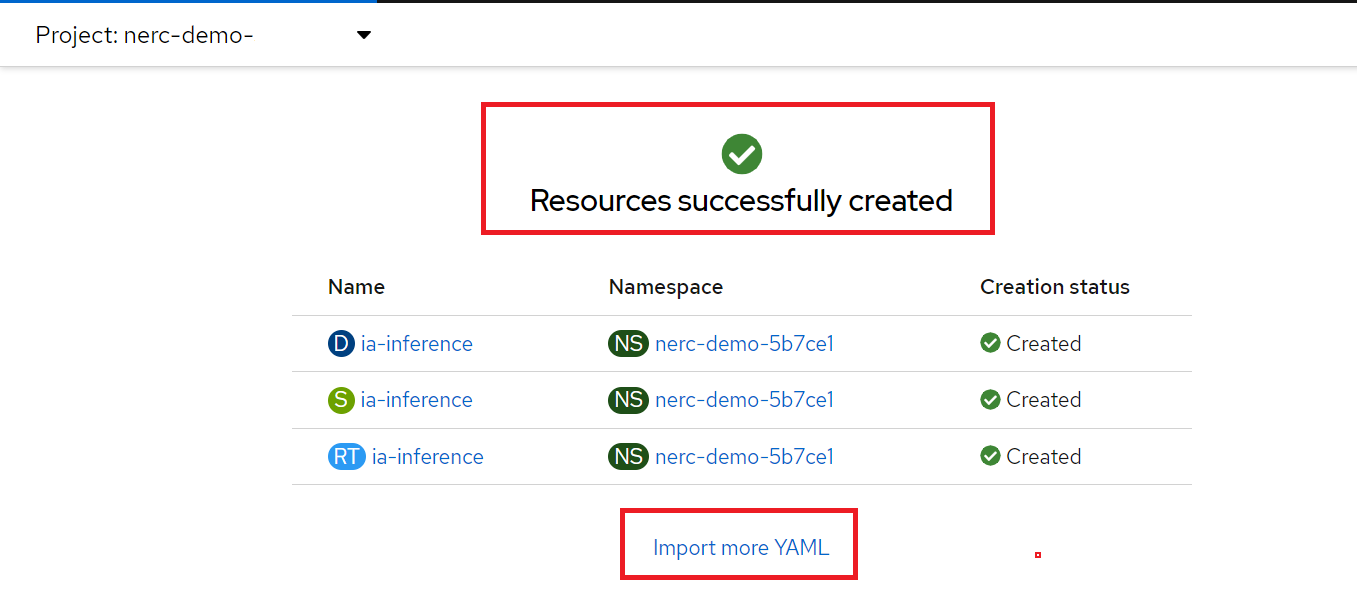 Project: nerc-demo-
Resources successfully created
Name Namespace Creation status
D ia-inference NS nerc-demo-5b7ce1 Created
S ia-inference NS nerc-demo-5b7ce1 Created
RT ia-inference NS nerc-demo-5b7ce1 Created
Import more YAML